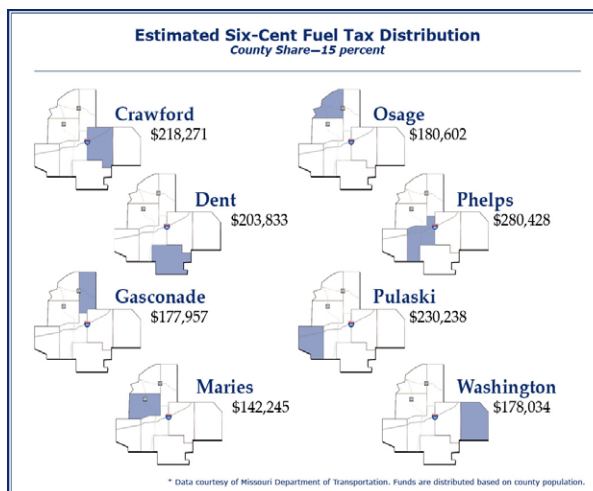 Estimated Six-Cent Fuel Tax Distribution
County Share—15 percent
Crawford
$218,271
Osage
$180,602
Dent
$203,833
Phelps
$280,428
Gasconade
$177,957
Pulaski
$230,238
Maries
$142,245
Washington
$178,034
* Data courtesy of Missouri Department of Transportation. Funds are distributed based on county population.